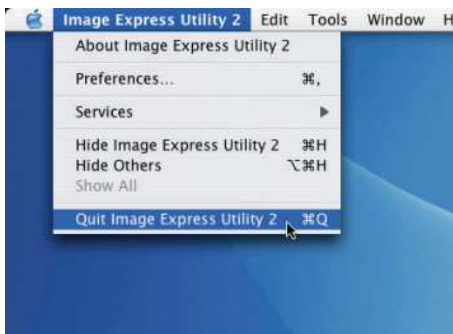 Image Express Utility 2 Edit Tools Window H
About Image Express Utility 2
Preferences... ⌘,
Services ▶
Hide Image Express Utility 2 ⌘H
Hide Others ⌥⌘H
Show All
Quit Image Express Utility 2 ⌘Q